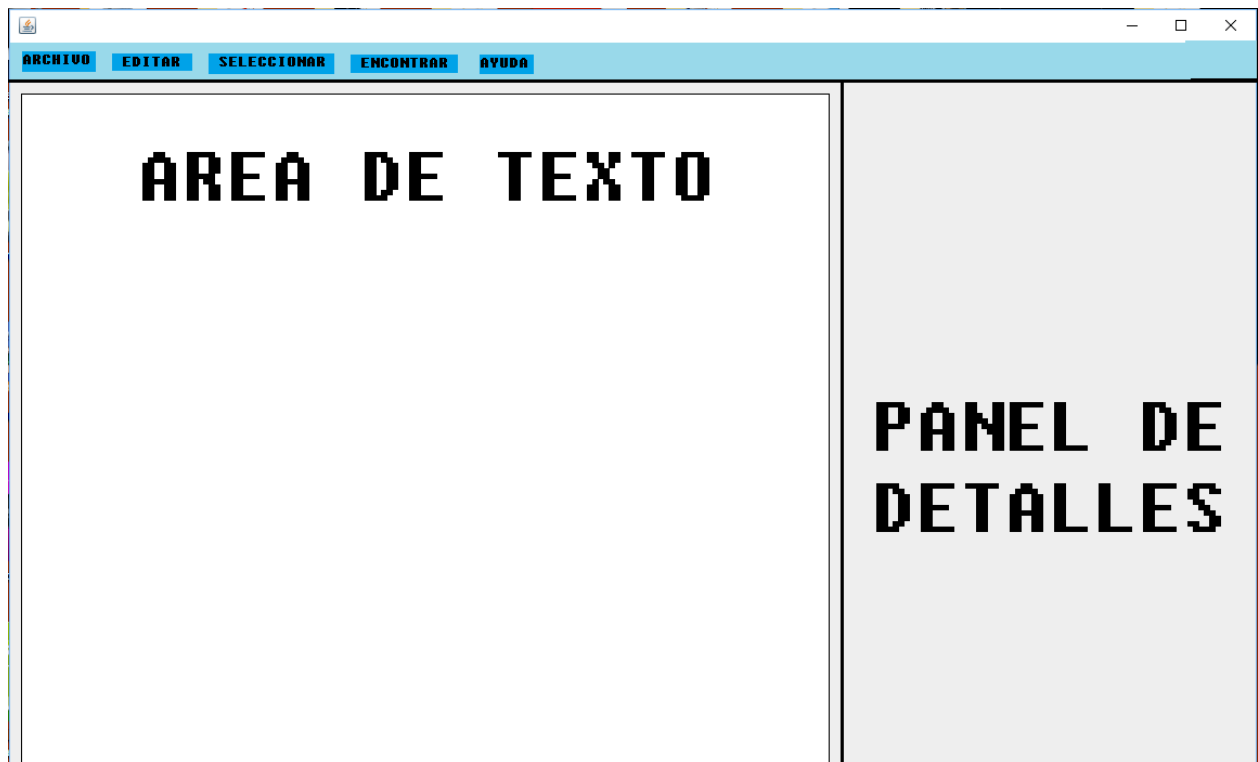 ARCHIVO EDITAR SELECCIONAR ENCONTRAR AYUDA
AREA DE TEXTO
PANEL DE
DETALLES